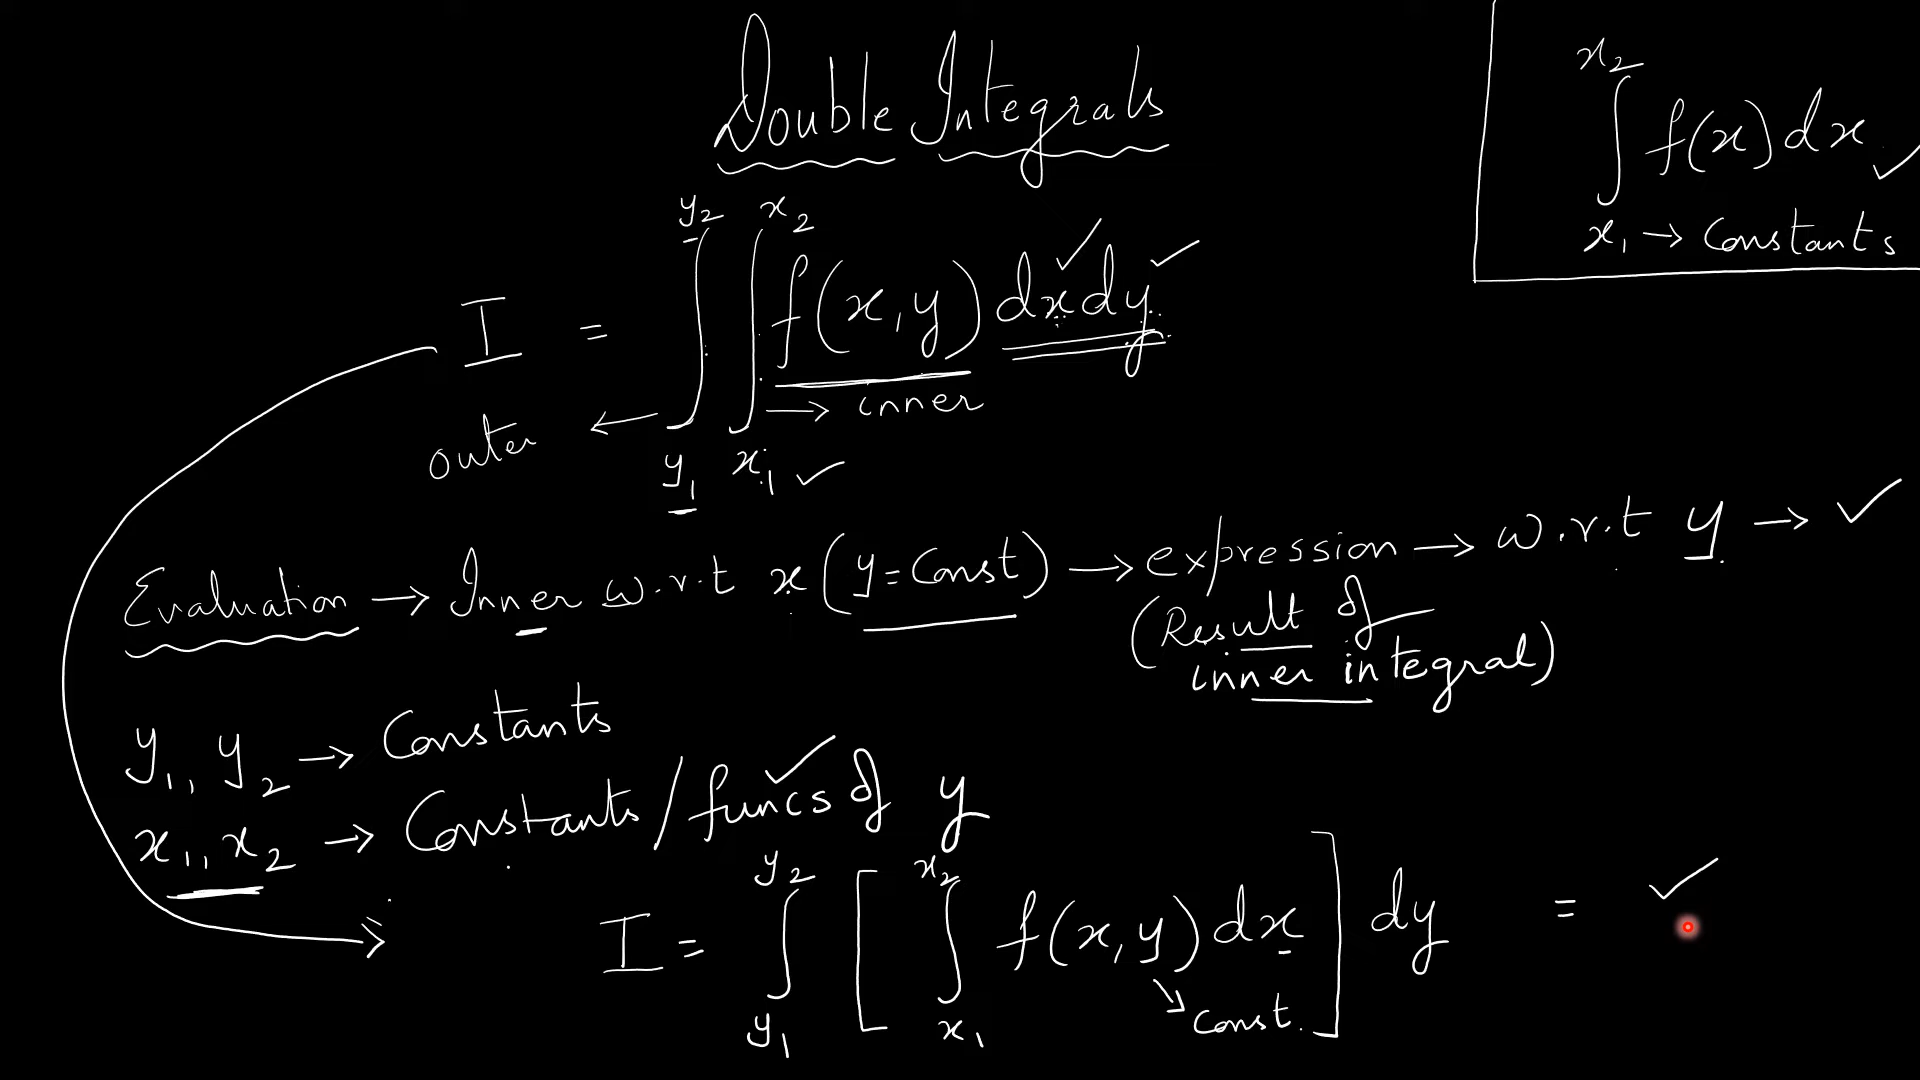 Double Integrals
x₂
∫ f(x) dx ✓
x₁ → Constants
y₂ x₂
I = ∫ ∫ f(x,y) dx dy ✓ ✓
outer ← → inner
y₁ x₁ ✓
Evaluation → Inner w.r.t x (y = Const) → expression → w.r.t y → ✓
(Result of
inner integral)
y₁, y₂ → Constants
x₁, x₂ → Constants / funcs of y ✓
y₂ x₂
I = ∫ [ ∫ f(x,y) dx ] dy = ✓
y₁ x₁ ↘ Const.